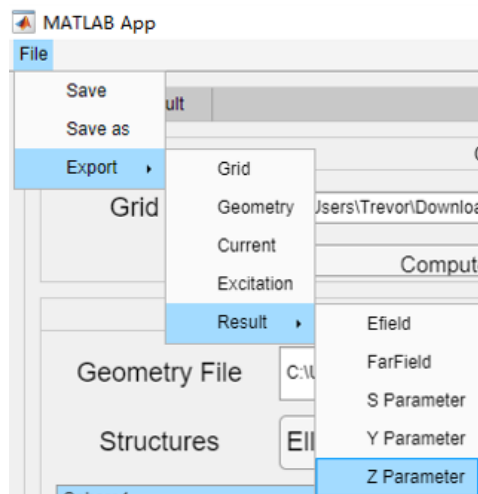 MATLAB App
File
Save
ult
Save as
Export
Grid
Grid
Geometry
Users\Trevor\Downloa
Current
Comput
Excitation
Result
Efield
Geometry File
C:\U
FarField
S Parameter
Structures
Ell
Y Parameter
Z Parameter